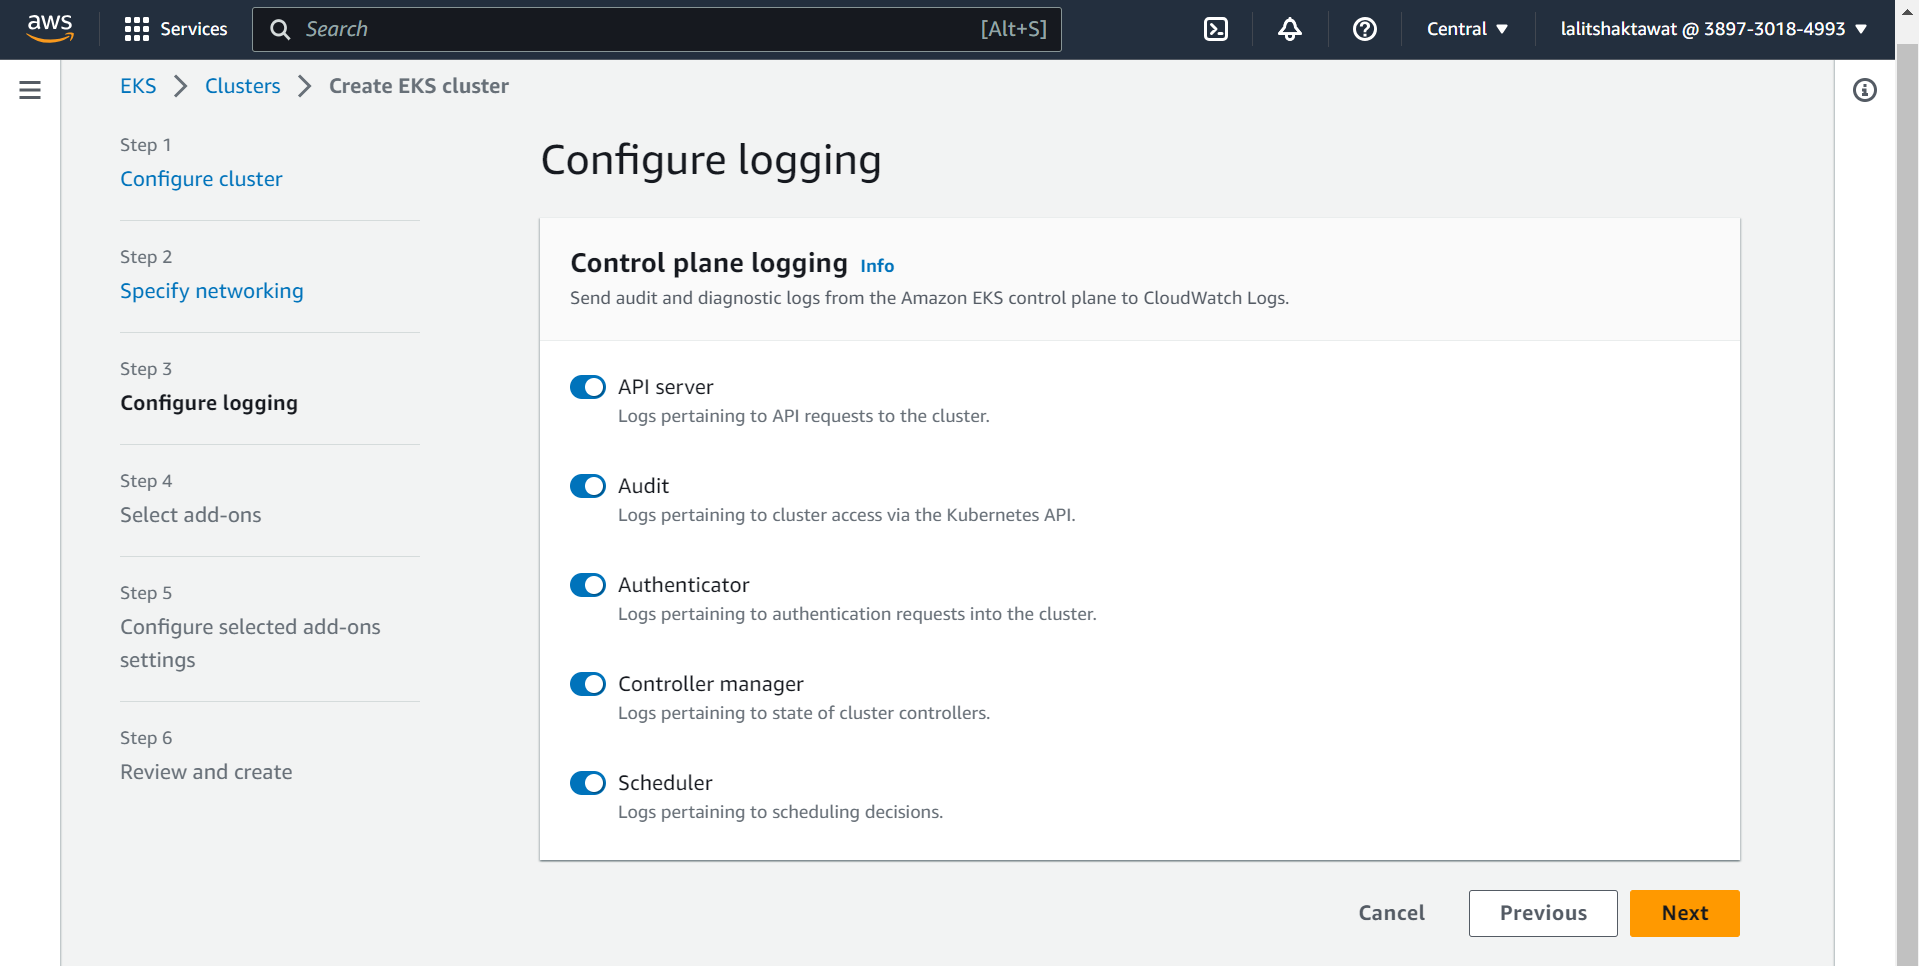 aws
Services
Search
[Alt+S]
Central
lalitshaktawat @ 3897-3018-4993
EKS
Clusters
Create EKS cluster
Step 1
Configure cluster
Step 2
Specify networking
Step 3
Configure logging
Step 4
Select add-ons
Step 5
Configure selected add-ons
settings
Step 6
Review and create
Configure logging
Control plane logging Info
Send audit and diagnostic logs from the Amazon EKS control plane to CloudWatch Logs.
API server
Logs pertaining to API requests to the cluster.
Audit
Logs pertaining to cluster access via the Kubernetes API.
Authenticator
Logs pertaining to authentication requests into the cluster.
Controller manager
Logs pertaining to state of cluster controllers.
Scheduler
Logs pertaining to scheduling decisions.
Cancel
Previous
Next